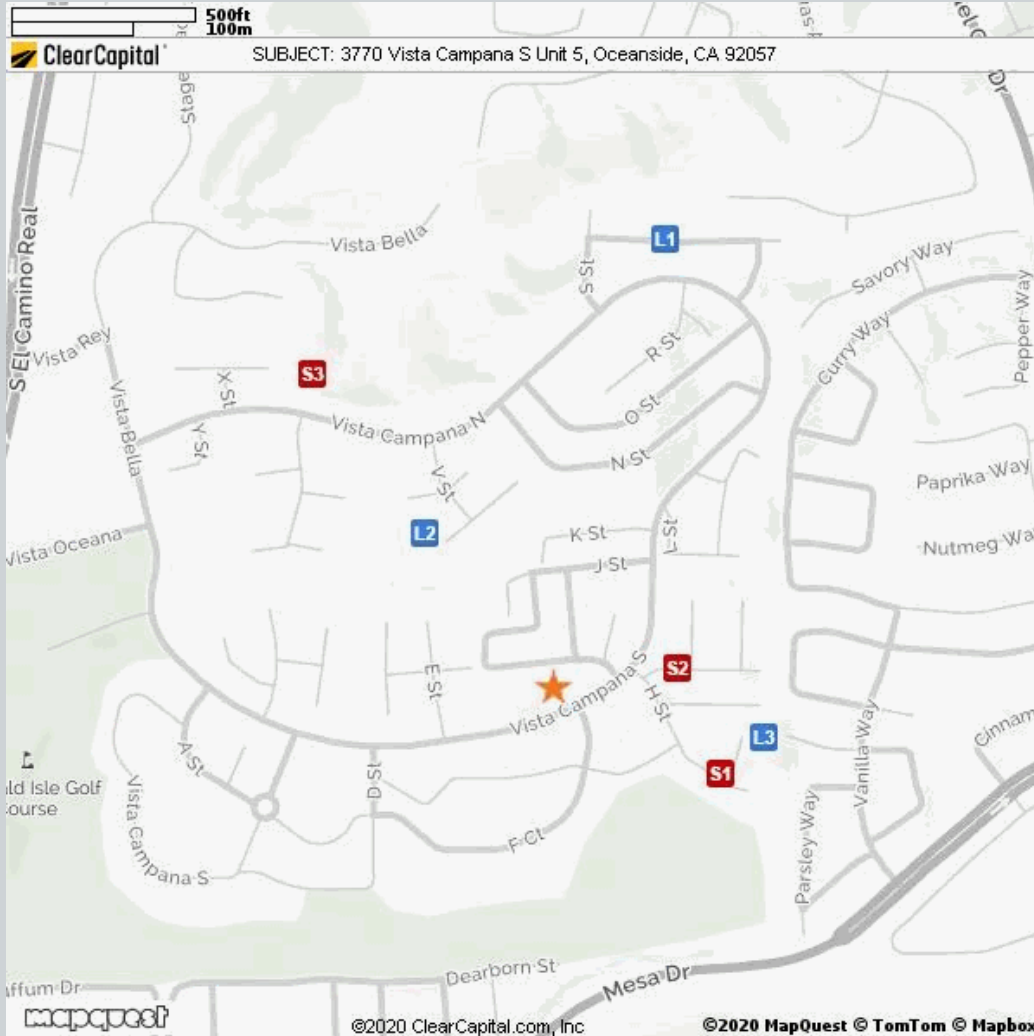 500ft
100m
ClearCapital
SUBJECT: 3770 Vista Campana S Unit 5, Oceanside, CA 92057
Stage
Dr
S El Camino Real
Vista Bella
L1
S St
Savory Way
Curry Way
Pepper Way
Vista Rey
R St
S3
X St
Vista Bella
O St
Vista Campana N
Y St
N St
V St
Paprika Way
L2
K St
L St
Vista Oceana
J St
Nutmeg Wa
E St
S2
Vista Campana S
H St
L3
A St
S1
Vanilla Way
Cinnam
ld Isle Golf
ourse
D St
Vista Campana S
F Ct
Parsley Way
Dearborn St
Mesa Dr
iffum Dr
mapquest
©2020 ClearCapital.com, Inc
©2020 MapQuest © TomTom © Mapbo